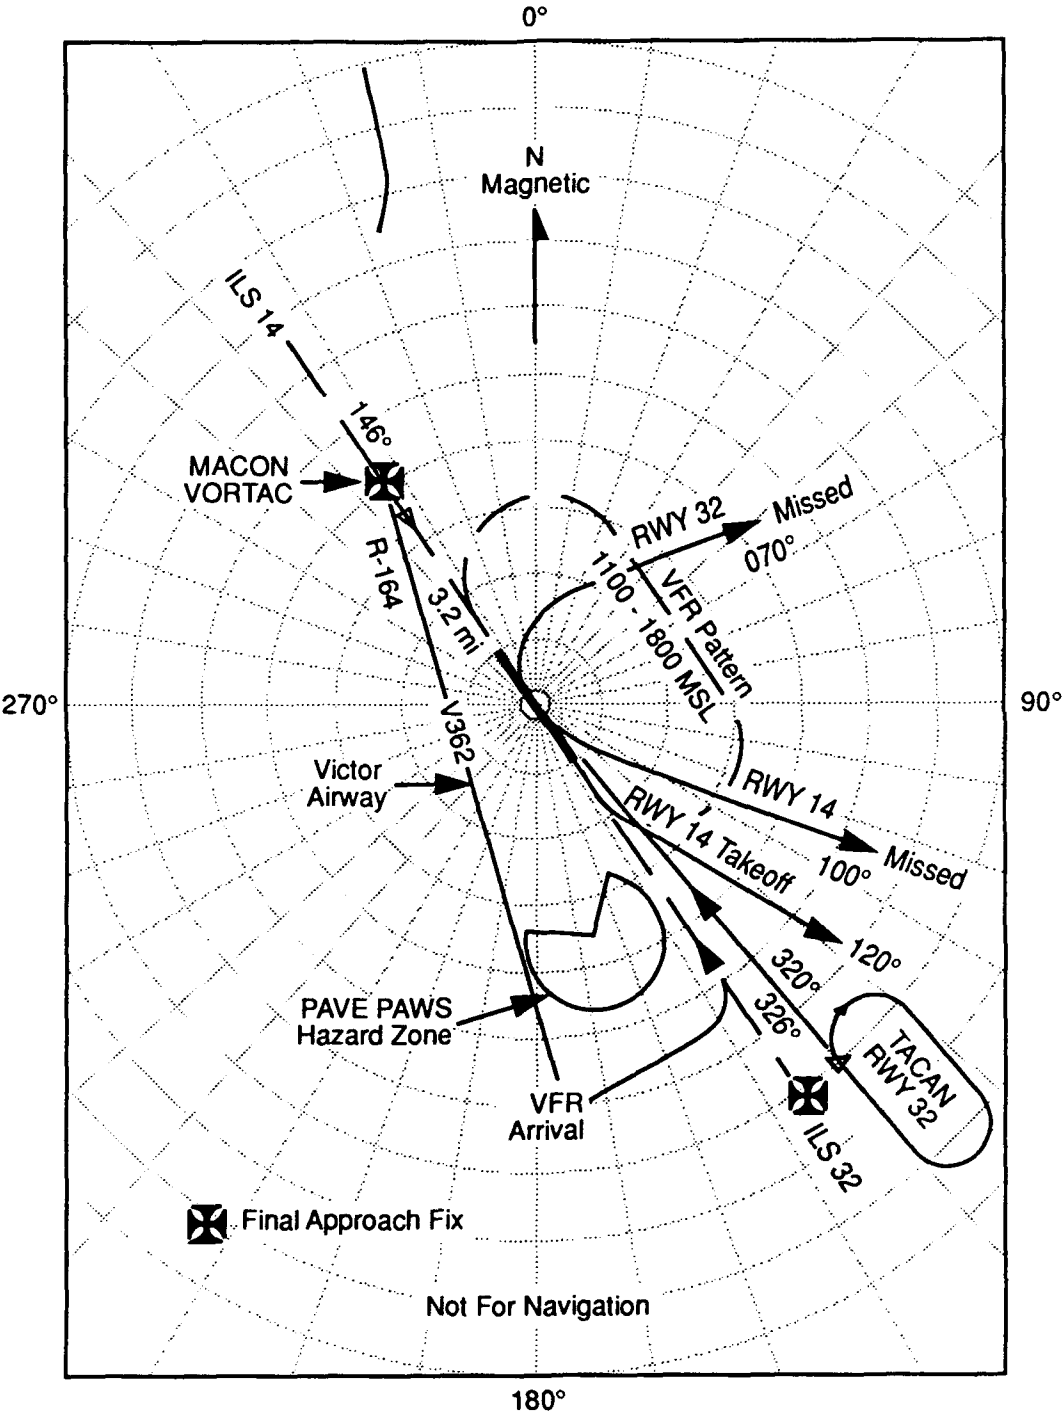 0°
N
Magnetic
ILS 14
146°
MACON
VORTAC
RWY 32
Missed
070°
R-164
3.2 mi
1100 - 1800 MSL
VFR Pattern
270°
90°
V362
Victor
Airway
RWY 14
Missed
100°
RWY 14 Takeoff
120°
320°
326°
PAVE PAWS
Hazard Zone
TACAN
RWY 32
VFR
Arrival
ILS 32
Final Approach Fix
Not For Navigation
180°